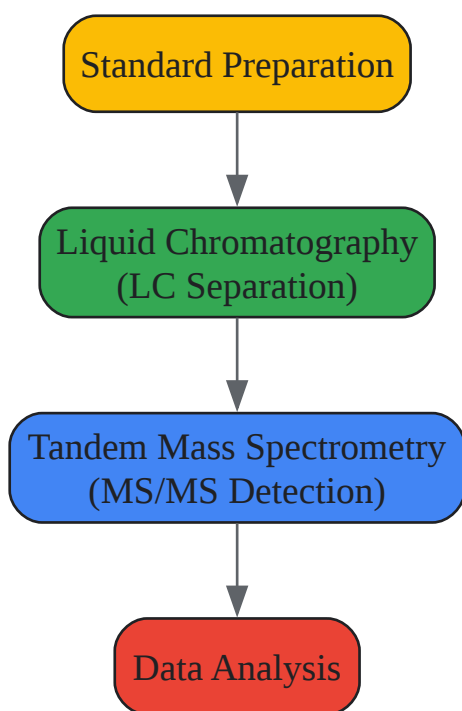 Standard Preparation
Liquid Chromatography
(LC Separation)
Tandem Mass Spectrometry
(MS/MS Detection)
Data Analysis